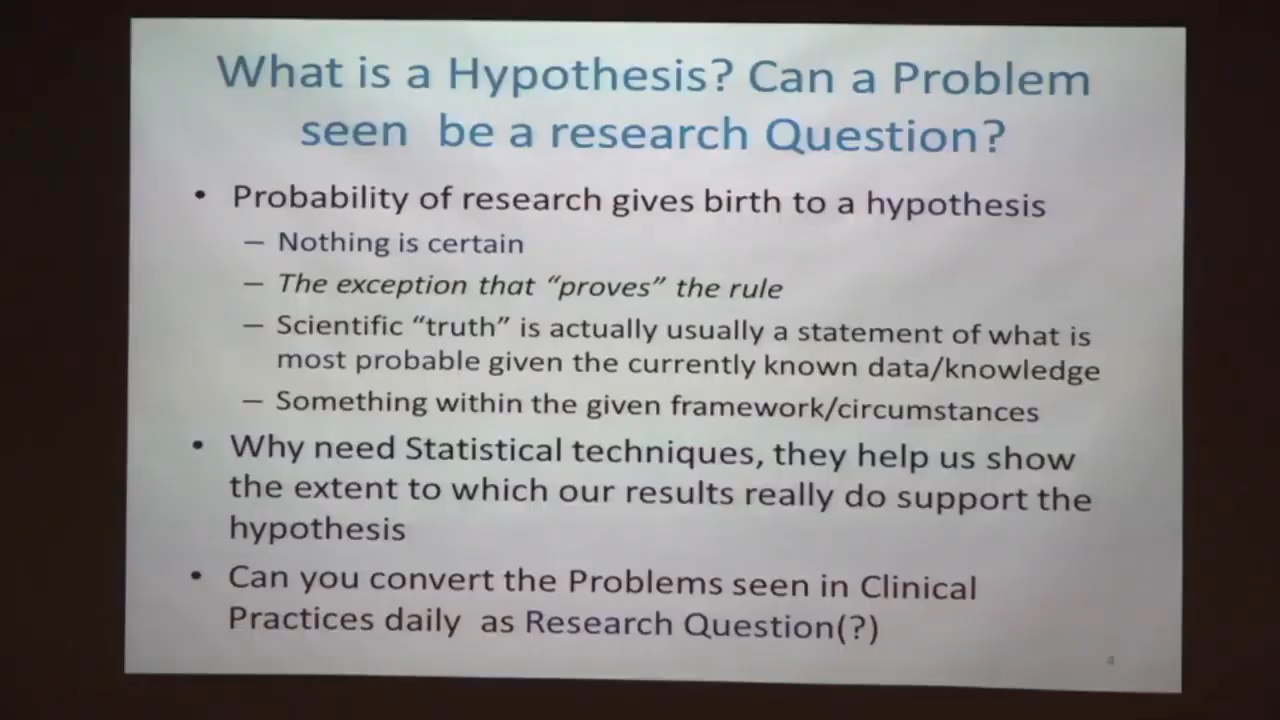 What is a Hypothesis? Can a Problem
seen be a research Question?
• Probability of research gives birth to a hypothesis
– Nothing is certain
– The exception that “proves” the rule
– Scientific “truth” is actually usually a statement of what is
most probable given the currently known data/knowledge
– Something within the given framework/circumstances
• Why need Statistical techniques, they help us show
the extent to which our results really do support the
hypothesis
• Can you convert the Problems seen in Clinical
Practices daily as Research Question(?)
4